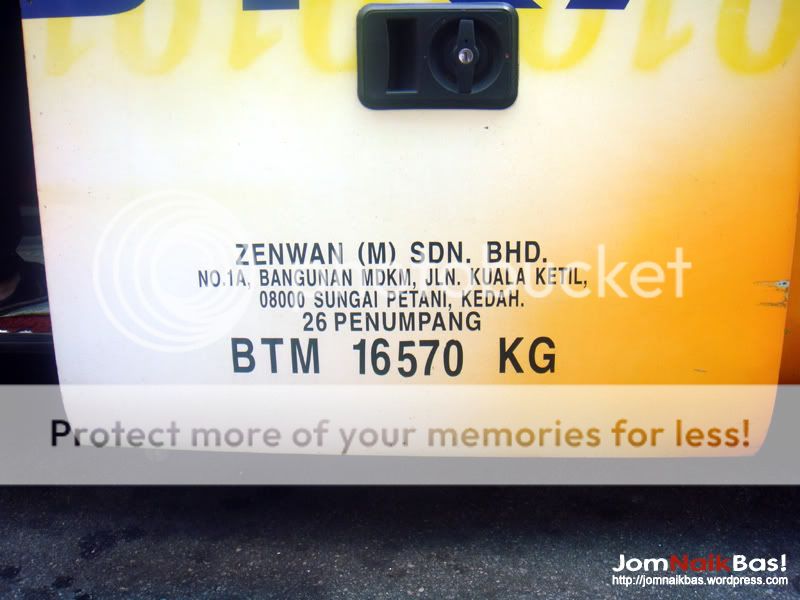 ZENWAN (M) SDN. BHD.
NO.1A, BANGUNAN MDKM, JLN. KUALA KETIL,
08000 SUNGAI PETANI, KEDAH.
26 PENUMPANG
BTM 16570 KG
Protect more of your memories for less!
JomNaikBas!
http://jomnaikbas.wordpress.com